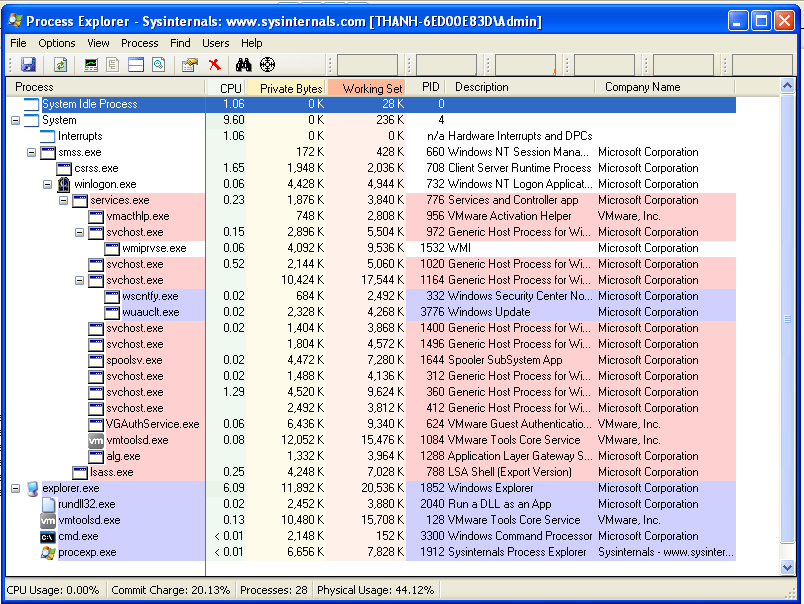 Process Explorer - Sysinternals: www.sysinternals.com [THANH-6ED00E83D\Admin]
File Options View Process Find Users Help
Process CPU Private Bytes Working Set PID Description Company Name
System Idle Process 1.06 0 K 28 K 0
System 9.60 0 K 236 K 4
Interrupts 1.06 0 K 0 K n/a Hardware Interrupts and DPCs
smss.exe 172 K 428 K 660 Windows NT Session Mana... Microsoft Corporation
csrss.exe 1.65 1,948 K 2,036 K 708 Client Server Runtime Process Microsoft Corporation
winlogon.exe 0.06 4,428 K 4,944 K 732 Windows NT Logon Applicat... Microsoft Corporation
services.exe 0.23 1,876 K 3,840 K 776 Services and Controller app Microsoft Corporation
vmacthlp.exe 748 K 2,808 K 956 VMware Activation Helper VMware, Inc.
svchost.exe 0.15 2,896 K 5,504 K 972 Generic Host Process for Wi... Microsoft Corporation
wmiprvse.exe 0.06 4,092 K 9,536 K 1532 WMI Microsoft Corporation
svchost.exe 0.52 2,144 K 5,060 K 1020 Generic Host Process for Wi... Microsoft Corporation
svchost.exe 10,424 K 17,544 K 1164 Generic Host Process for Wi... Microsoft Corporation
wscntfy.exe 0.02 684 K 2,492 K 332 Windows Security Center No... Microsoft Corporation
wuauclt.exe 0.02 2,328 K 4,268 K 3776 Windows Update Microsoft Corporation
svchost.exe 0.02 1,404 K 3,868 K 1400 Generic Host Process for Wi... Microsoft Corporation
svchost.exe 1,804 K 4,572 K 1496 Generic Host Process for Wi... Microsoft Corporation
spoolsv.exe 0.02 4,472 K 7,280 K 1644 Spooler SubSystem App Microsoft Corporation
svchost.exe 0.02 1,488 K 4,136 K 312 Generic Host Process for Wi... Microsoft Corporation
svchost.exe 1.29 4,520 K 9,624 K 360 Generic Host Process for Wi... Microsoft Corporation
svchost.exe 2,492 K 3,812 K 412 Generic Host Process for Wi... Microsoft Corporation
VGAuthService.exe 0.06 6,436 K 9,340 K 624 VMware Guest Authenticatio... VMware, Inc.
vm vmtoolsd.exe 0.08 12,052 K 15,476 K 1084 VMware Tools Core Service VMware, Inc.
alg.exe 1,332 K 3,964 K 1288 Application Layer Gateway S... Microsoft Corporation
lsass.exe 0.25 4,248 K 7,028 K 788 LSA Shell (Export Version) Microsoft Corporation
explorer.exe 6.09 11,892 K 20,536 K 1852 Windows Explorer Microsoft Corporation
rundll32.exe 0.02 2,452 K 3,880 K 2040 Run a DLL as an App Microsoft Corporation
vm vmtoolsd.exe 0.13 10,480 K 15,708 K 128 VMware Tools Core Service VMware, Inc.
cmd.exe < 0.01 2,148 K 152 K 3300 Windows Command Processor Microsoft Corporation
procexp.exe < 0.01 6,656 K 7,828 K 1912 Sysinternals Process Explorer Sysinternals - www.sysinter...
CPU Usage: 0.00% Commit Charge: 20.13% Processes: 28 Physical Usage: 44.12%